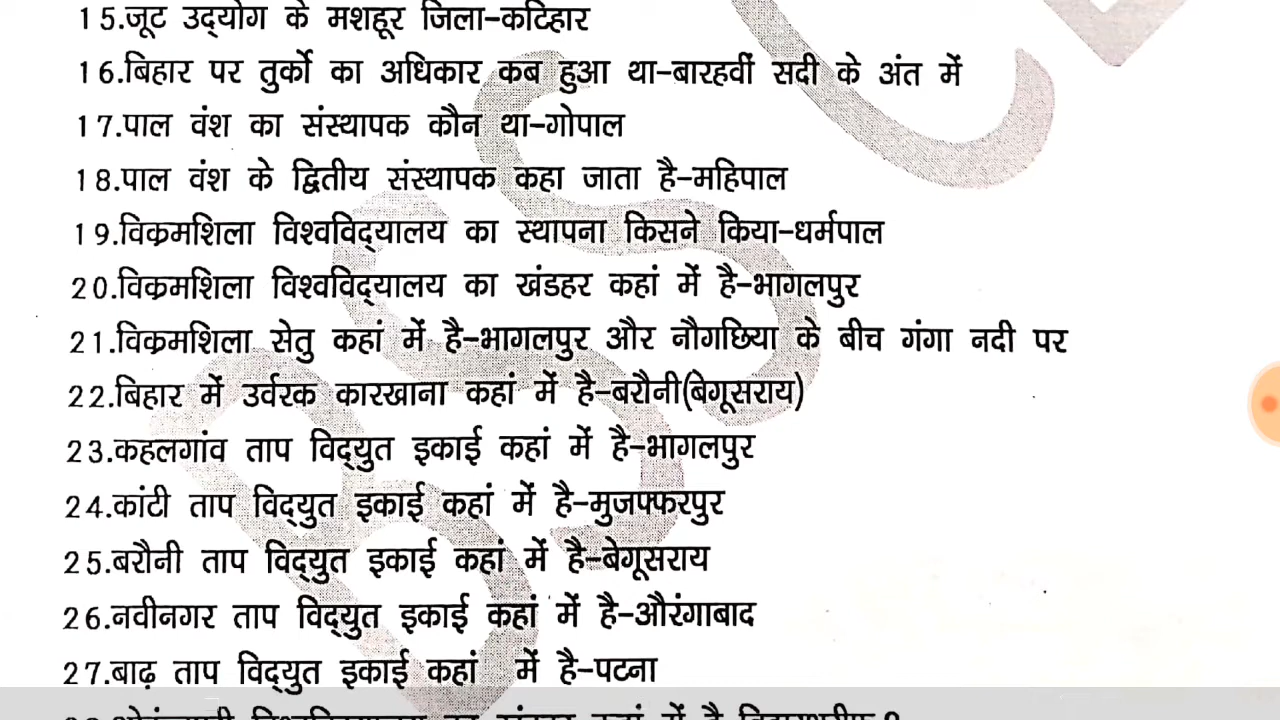 15.जूट उद्योग के मशहूर जिला-कटिहार
16.बिहार पर तुर्को का अधिकार कब हुआ था-बारहवीं सदी के अंत में
17.पाल वंश का संस्थापक कौन था-गोपाल
18.पाल वंश के द्वितीय संस्थापक कहा जाता है-महिपाल
19.विक्रमशिला विश्वविद्यालय का स्थापना किसने किया-धर्मपाल
20.विक्रमशिला विश्वविद्यालय का खंडहर कहां में है-भागलपुर
21.विक्रमशिला सेतु कहां में है-भागलपुर और नौगछिया के बीच गंगा नदी पर
22.बिहार में उर्वरक कारखाना कहां में है-बरौनी(बेगूसराय)
23.कहलगांव ताप विद्युत इकाई कहां में है-भागलपुर
24.कांटी ताप विद्युत इकाई कहां में है-मुजफ्फरपुर
25.बरौनी ताप विद्युत इकाई कहां में है-बेगूसराय
26.नवीनगर ताप विद्युत इकाई कहां में है-औरंगाबाद
27.बाढ़ ताप विद्युत इकाई कहां में है-पटना